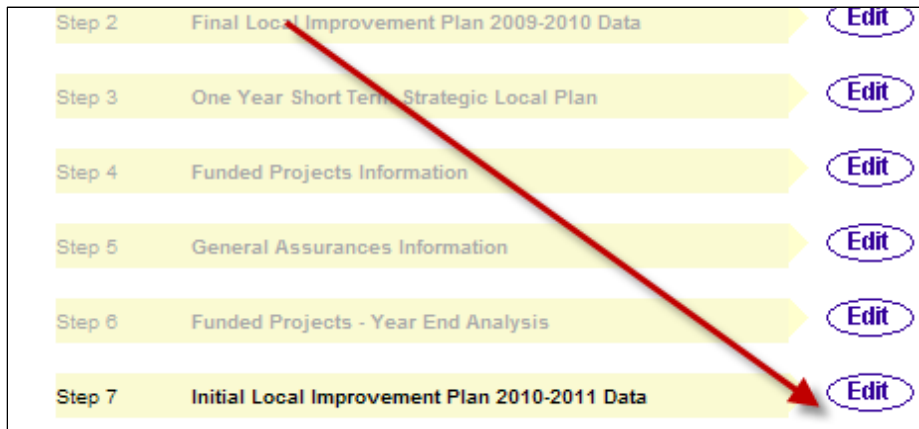 Step 2 Final Local Improvement Plan 2009-2010 Data Edit
Step 3 One Year Short Term Strategic Local Plan Edit
Step 4 Funded Projects Information Edit
Step 5 General Assurances Information Edit
Step 6 Funded Projects - Year End Analysis Edit
Step 7 Initial Local Improvement Plan 2010-2011 Data Edit